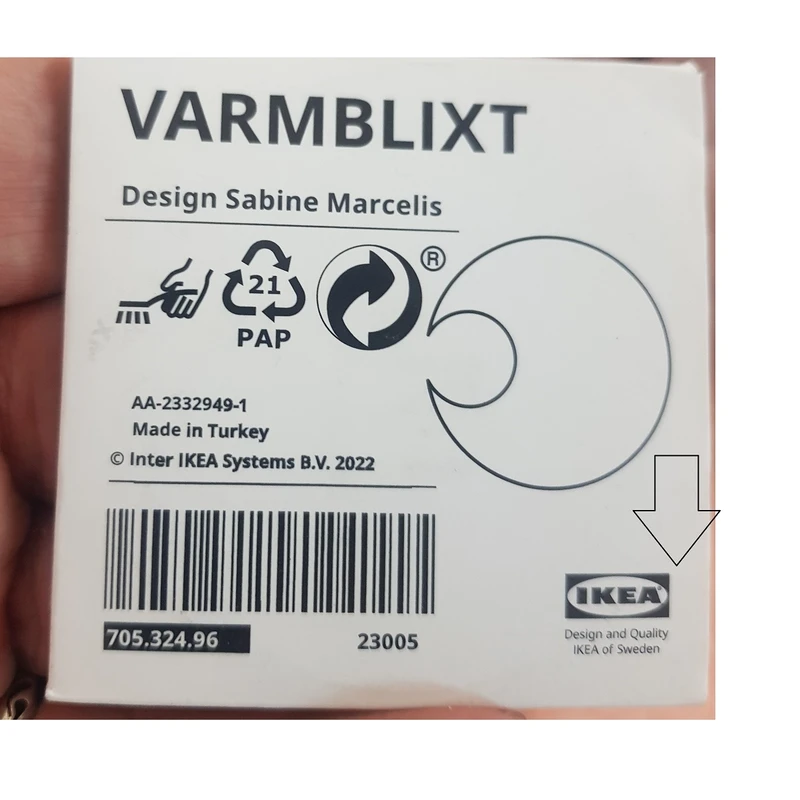 VARMBLIXT
Design Sabine Marcelis
®
21
PAP
AA-2332949-1
Made in Turkey
© Inter IKEA Systems B.V. 2022
705.324.96
23005
IKEA®
Design and Quality
IKEA of Sweden